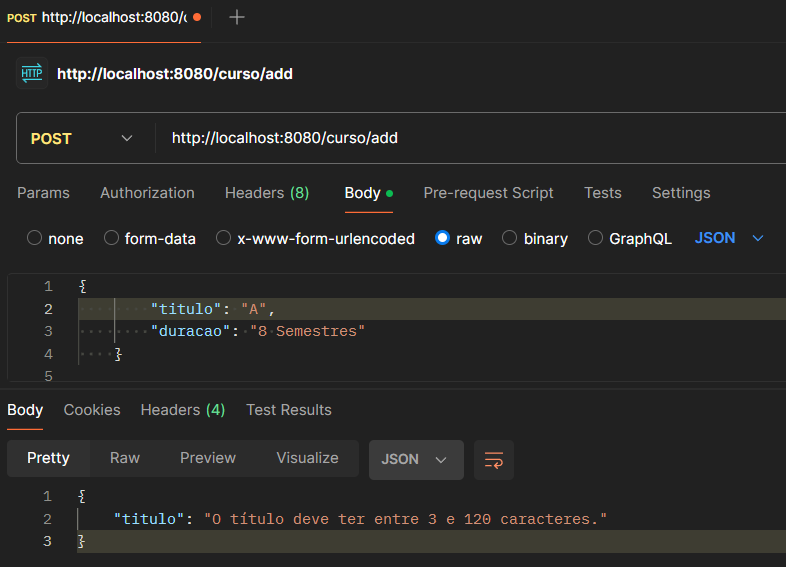 POST http://localhost:8080/c
HTTP http://localhost:8080/curso/add
POST http://localhost:8080/curso/add
Params Authorization Headers (8) Body Pre-request Script Tests Settings
none form-data x-www-form-urlencoded raw binary GraphQL JSON
1 {
2 "titulo": "A",
3 "duracao": "8 Semestres"
4 }
5
Body Cookies Headers (4) Test Results
Pretty Raw Preview Visualize JSON
1 {
2 "titulo": "O título deve ter entre 3 e 120 caracteres."
3 }